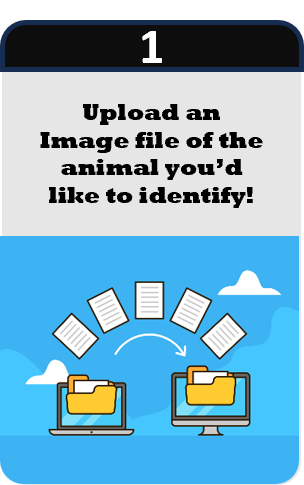 1
Upload an
Image file of the
animal you'd
like to identify!